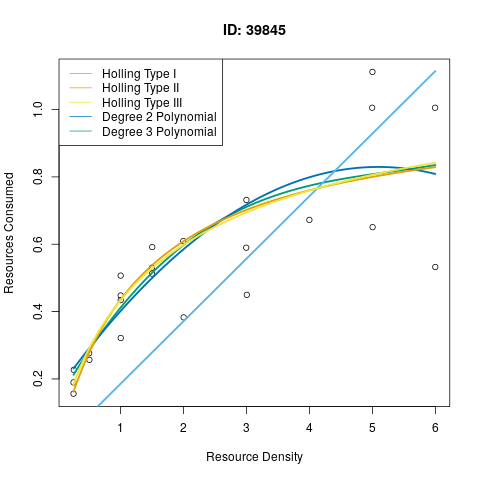 ID: 39845
Holling Type I
Holling Type II
Holling Type III
Degree 2 Polynomial
Degree 3 Polynomial
Resources Consumed
1.0
0.8
0.6
0.4
0.2
1 2 3 4 5 6
Resource Density